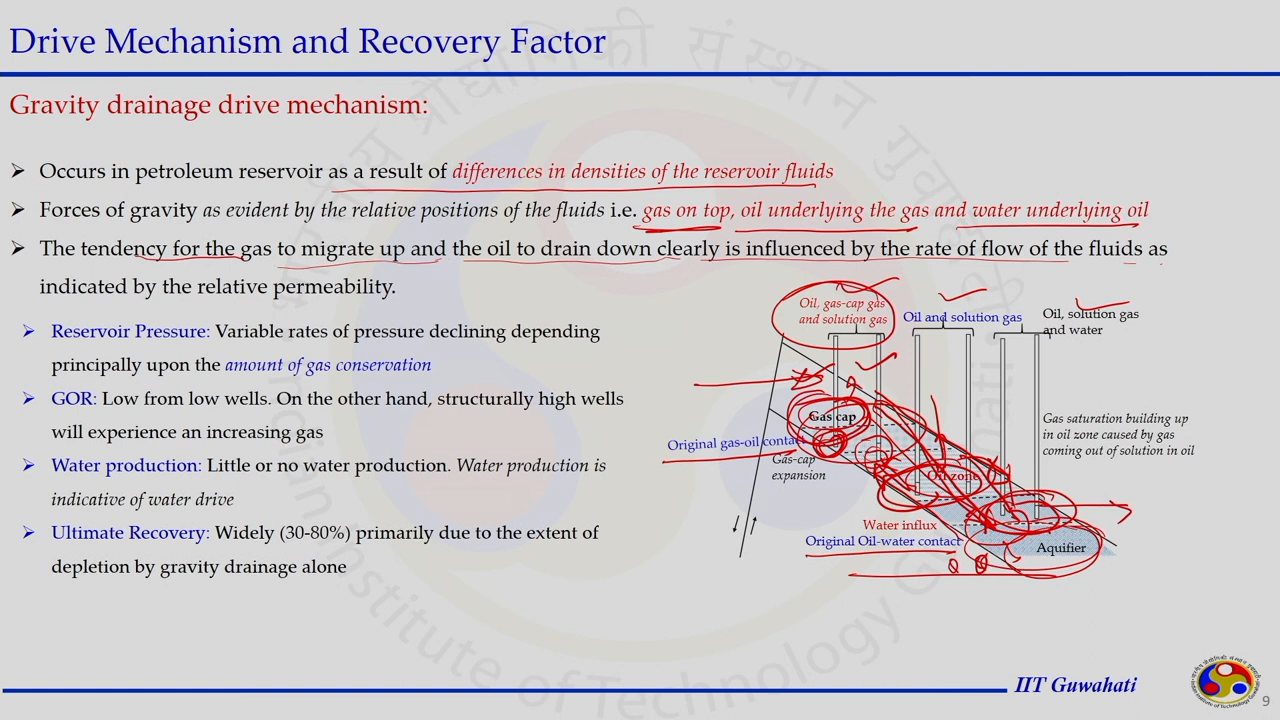 Drive Mechanism and Recovery Factor
Gravity drainage drive mechanism:
➢ Occurs in petroleum reservoir as a result of differences in densities of the reservoir fluids
➢ Forces of gravity as evident by the relative positions of the fluids i.e. gas on top, oil underlying the gas and water underlying oil
➢ The tendency for the gas to migrate up and the oil to drain down clearly is influenced by the rate of flow of the fluids as
indicated by the relative permeability.
➢ Reservoir Pressure: Variable rates of pressure declining depending
principally upon the amount of gas conservation
➢ GOR: Low from low wells. On the other hand, structurally high wells
will experience an increasing gas
➢ Water production: Little or no water production. Water production is
indicative of water drive
➢ Ultimate Recovery: Widely (30-80%) primarily due to the extent of
depletion by gravity drainage alone
Oil, gas-cap gas
and solution gas
Oil and solution gas
Oil, solution gas
and water
Gas cap
Original gas-oil contact
Gas-cap
expansion
Oil zone
Gas saturation building up
in oil zone caused by gas
coming out of solution in oil
Water influx
Original Oil-water contact
Aquifier
IIT Guwahati
9